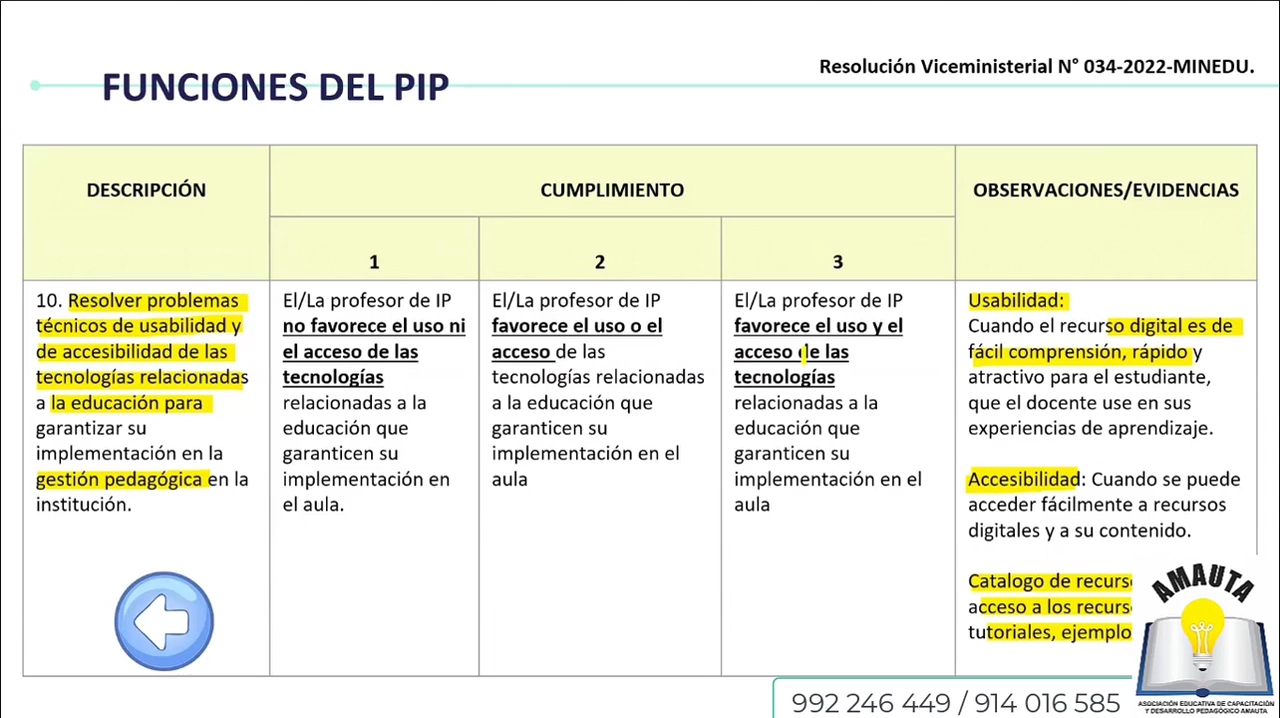 Resolución Viceministerial N° 034-2022-MINEDU.
FUNCIONES DEL PIP
DESCRIPCIÓN
CUMPLIMIENTO
OBSERVACIONES/EVIDENCIAS
1
2
3
10. Resolver problemas
técnicos de usabilidad y
de accesibilidad de las
tecnologías relacionadas
a la educación para
garantizar su
implementación en la
gestión pedagógica en la
institución.
El/La profesor de IP
no favorece el uso ni
el acceso de las
tecnologías
relacionadas a la
educación que
garanticen su
implementación en
el aula.
El/La profesor de IP
favorece el uso o el
acceso de las
tecnologías relacionadas
a la educación que
garanticen su
implementación en el
aula
El/La profesor de IP
favorece el uso y el
acceso de las
tecnologías
relacionadas a la
educación que
garanticen su
implementación en el
aula
Usabilidad:
Cuando el recurso digital es de
fácil comprensión, rápido y
atractivo para el estudiante,
que el docente use en sus
experiencias de aprendizaje.
Accesibilidad: Cuando se puede
acceder fácilmente a recursos
digitales y a su contenido.
Catalogo de
acceso a los
tutoriales,
AMAUTA
ASOCIACIÓN EDUCATIVA DE CAPACITACIÓN
Y DESARROLLO PEDAGÓGICO AMAUTA
992 246 449 / 914 016 585